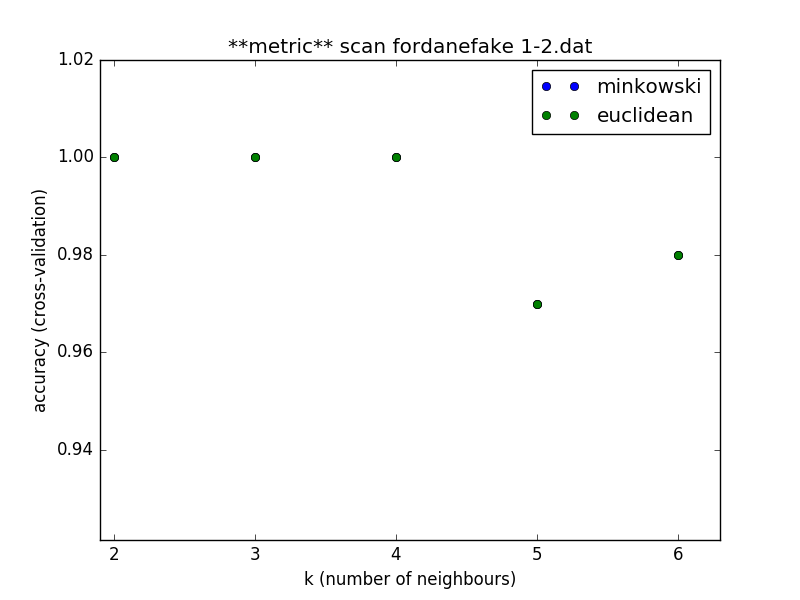 **metric** scan fordanefake 1-2.dat
1.02
minkowski
euclidean
1.00
0.98
0.96
0.94
accuracy (cross-validation)
2 3 4 5 6
k (number of neighbours)